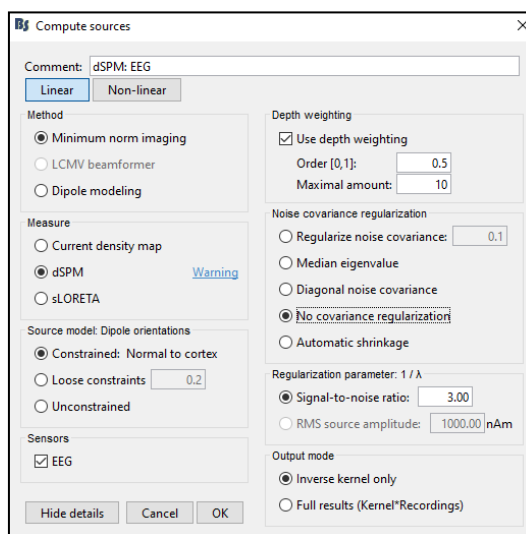 Bs Compute sources
Comment: dSPM: EEG
Linear Non-linear
Method
Minimum norm imaging
LCMV beamformer
Dipole modeling
Measure
Current density map
dSPM Warning
sLORETA
Source model: Dipole orientations
Constrained: Normal to cortex
Loose constraints 0.2
Unconstrained
Sensors
EEG
Hide details Cancel OK
Depth weighting
Use depth weighting
Order [0,1]: 0.5
Maximal amount: 10
Noise covariance regularization
Regularize noise covariance: 0.1
Median eigenvalue
Diagonal noise covariance
No covariance regularization
Automatic shrinkage
Regularization parameter: 1 / λ
Signal-to-noise ratio: 3.00
RMS source amplitude: 1000.00 nAm
Output mode
Inverse kernel only
Full results (Kernel*Recordings)